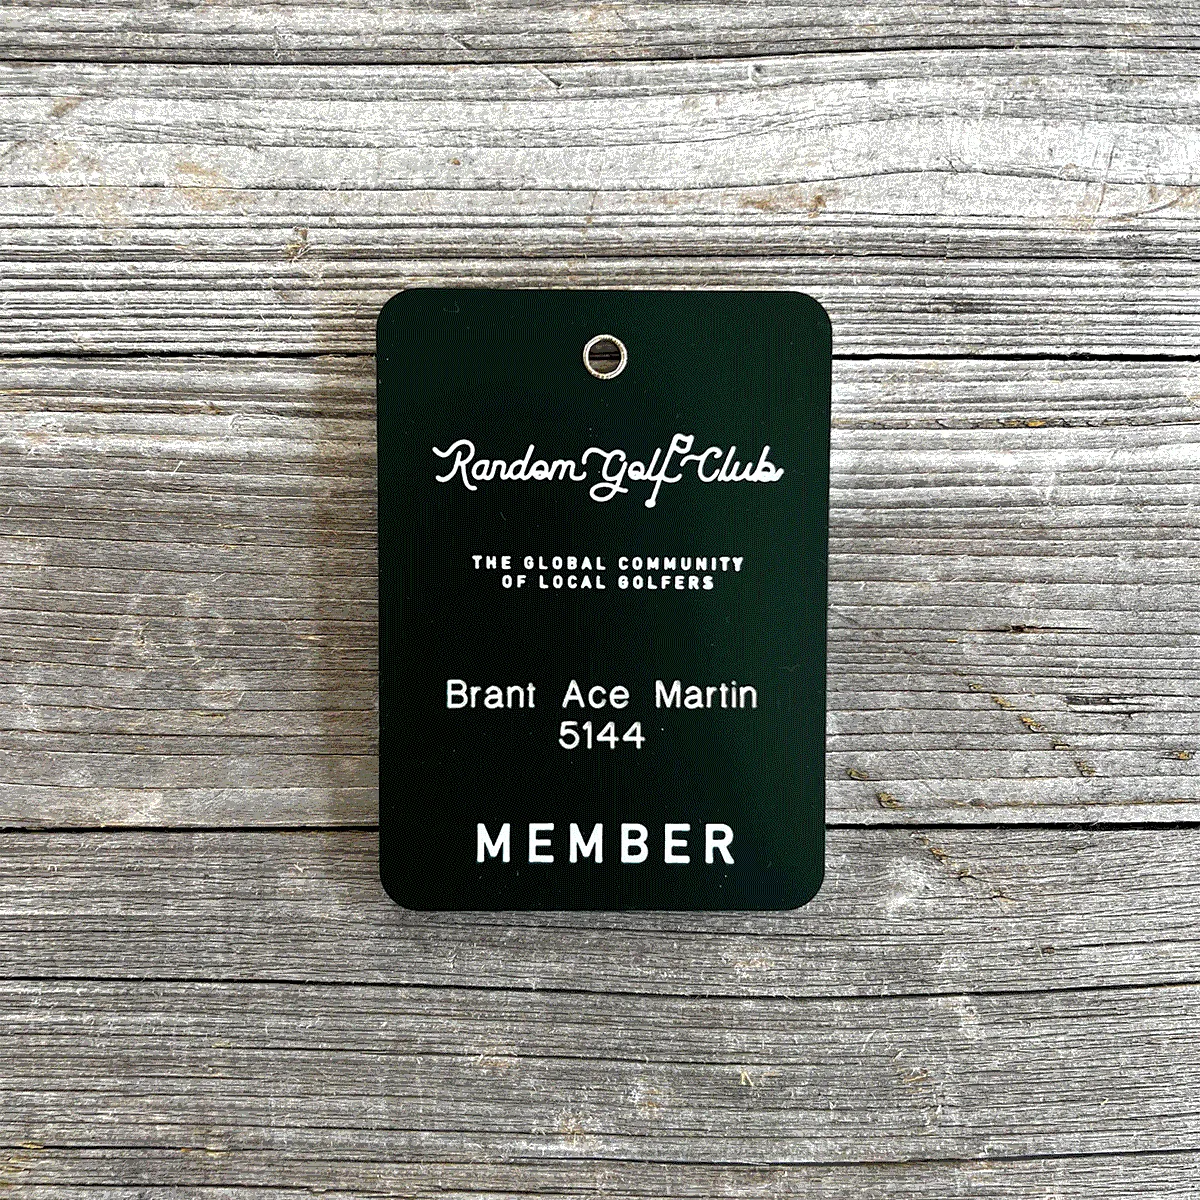 Random Golf Club
THE GLOBAL COMMUNITY
OF LOCAL GOLFERS
Brant Ace Martin
5144
MEMBER